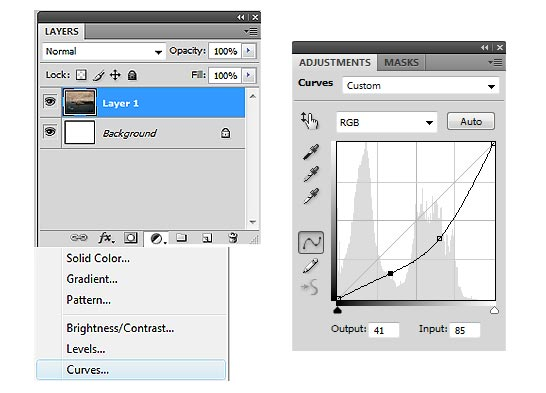 LAYERS
Normal Opacity: 100%
Lock: Fill: 100%
Layer 1
Background
fx.
Solid Color...
Gradient...
Pattern...
Brightness/Contrast...
Levels...
Curves...
ADJUSTMENTS MASKS
Curves Custom
RGB Auto
Output: 41 Input: 85